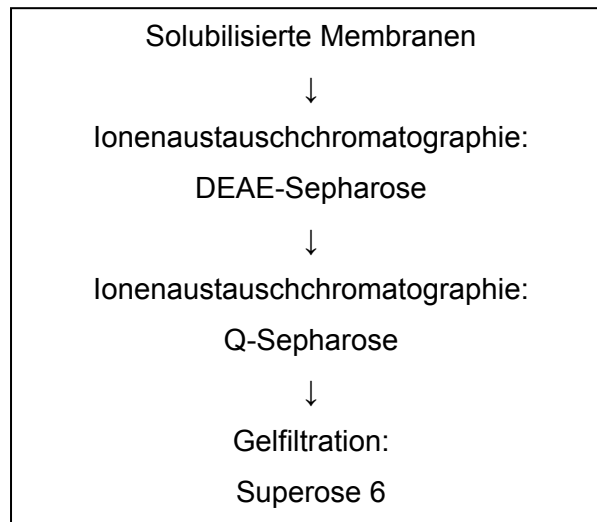 Solubilisierte Membranen
↓
Ionenaustauschchromatographie:
DEAE-Sepharose
↓
Ionenaustauschchromatographie:
Q-Sepharose
↓
Gelfiltration:
Superose 6